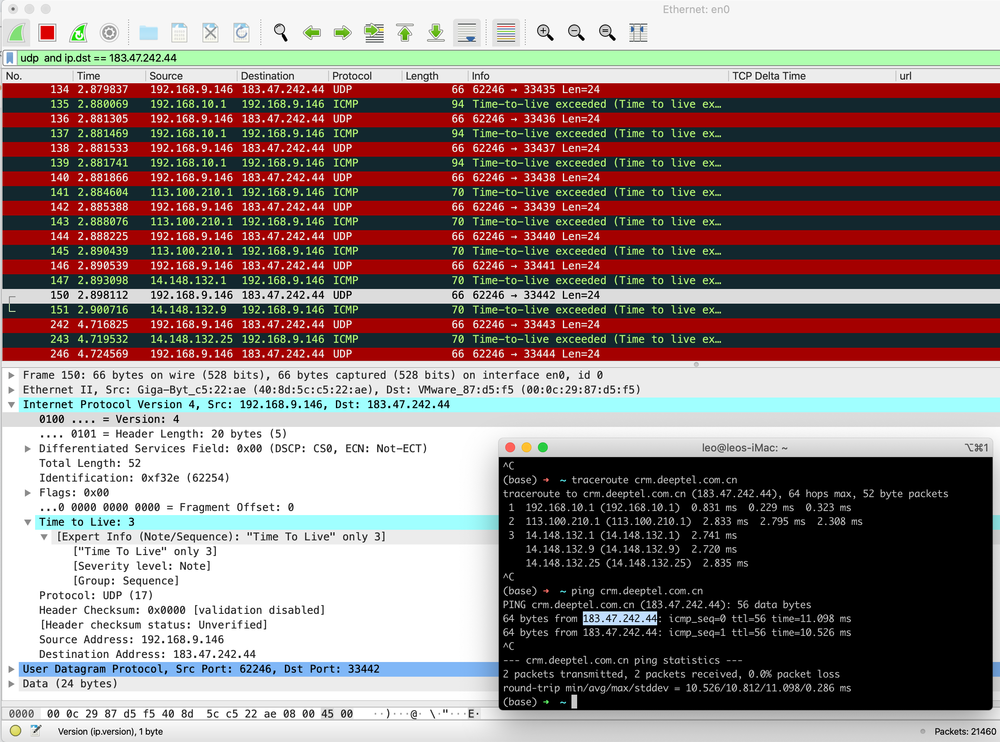 Ethernet: en0
udp  and ip.dst == 183.47.242.44
No. Time Source Destination Protocol Length Info TCP Delta Time url
134 2.879837 192.168.9.146 183.47.242.44 UDP 66 62246 → 33435 Len=24
135 2.880069 192.168.10.1 192.168.9.146 ICMP 94 Time-to-live exceeded (Time to live ex…
136 2.881305 192.168.9.146 183.47.242.44 UDP 66 62246 → 33436 Len=24
137 2.881469 192.168.10.1 192.168.9.146 ICMP 94 Time-to-live exceeded (Time to live ex…
138 2.881533 192.168.9.146 183.47.242.44 UDP 66 62246 → 33437 Len=24
139 2.881741 192.168.10.1 192.168.9.146 ICMP 94 Time-to-live exceeded (Time to live ex…
140 2.881866 192.168.9.146 183.47.242.44 UDP 66 62246 → 33438 Len=24
141 2.884604 113.100.210.1 192.168.9.146 ICMP 70 Time-to-live exceeded (Time to live ex…
142 2.885388 192.168.9.146 183.47.242.44 UDP 66 62246 → 33439 Len=24
143 2.888076 113.100.210.1 192.168.9.146 ICMP 70 Time-to-live exceeded (Time to live ex…
144 2.888225 192.168.9.146 183.47.242.44 UDP 66 62246 → 33440 Len=24
145 2.890439 113.100.210.1 192.168.9.146 ICMP 70 Time-to-live exceeded (Time to live ex…
146 2.890539 192.168.9.146 183.47.242.44 UDP 66 62246 → 33441 Len=24
147 2.893098 14.148.132.1 192.168.9.146 ICMP 70 Time-to-live exceeded (Time to live ex…
150 2.898112 192.168.9.146 183.47.242.44 UDP 66 62246 → 33442 Len=24
151 2.900716 14.148.132.9 192.168.9.146 ICMP 70 Time-to-live exceeded (Time to live ex…
242 4.716825 192.168.9.146 183.47.242.44 UDP 66 62246 → 33443 Len=24
243 4.719532 14.148.132.25 192.168.9.146 ICMP 70 Time-to-live exceeded (Time to live ex…
246 4.724569 192.168.9.146 183.47.242.44 UDP 66 62246 → 33444 Len=24
Frame 150: 66 bytes on wire (528 bits), 66 bytes captured (528 bits) on interface en0, id 0
Ethernet II, Src: Giga-Byt_c5:22:ae (40:8d:5c:c5:22:ae), Dst: VMware_87:d5:f5 (00:0c:29:87:d5:f5)
Internet Protocol Version 4, Src: 192.168.9.146, Dst: 183.47.242.44
0100 .... = Version: 4
.... 0101 = Header Length: 20 bytes (5)
Differentiated Services Field: 0x00 (DSCP: CS0, ECN: Not-ECT)
Total Length: 52
Identification: 0xf32e (62254)
Flags: 0x00
...0 0000 0000 0000 = Fragment Offset: 0
Time to Live: 3
[Expert Info (Note/Sequence): "Time To Live" only 3]
["Time To Live" only 3]
[Severity level: Note]
[Group: Sequence]
Protocol: UDP (17)
Header Checksum: 0x0000 [validation disabled]
[Header checksum status: Unverified]
Source Address: 192.168.9.146
Destination Address: 183.47.242.44
User Datagram Protocol, Src Port: 62246, Dst Port: 33442
Data (24 bytes)
0000 00 0c 29 87 d5 f5 40 8d 5c c5 22 ae 08 00 45 00 ··)···@· \·"···E·
Version (ip.version), 1 byte
Packets: 21460
leo@leos-iMac: ~ ⌥⌘1
^C
(base) ➜ ~ traceroute crm.deeptel.com.cn
traceroute to crm.deeptel.com.cn (183.47.242.44), 64 hops max, 52 byte packets
1 192.168.10.1 (192.168.10.1) 0.831 ms 0.229 ms 0.323 ms
2 113.100.210.1 (113.100.210.1) 2.833 ms 2.795 ms 2.308 ms
3 14.148.132.1 (14.148.132.1) 2.741 ms
14.148.132.9 (14.148.132.9) 2.720 ms
14.148.132.25 (14.148.132.25) 2.835 ms
^C
(base) ➜ ~ ping crm.deeptel.com.cn
PING crm.deeptel.com.cn (183.47.242.44): 56 data bytes
64 bytes from 183.47.242.44: icmp_seq=0 ttl=56 time=11.098 ms
64 bytes from 183.47.242.44: icmp_seq=1 ttl=56 time=10.526 ms
^C
--- crm.deeptel.com.cn ping statistics ---
2 packets transmitted, 2 packets received, 0.0% packet loss
round-trip min/avg/max/stddev = 10.526/10.812/11.098/0.286 ms
(base) ➜ ~